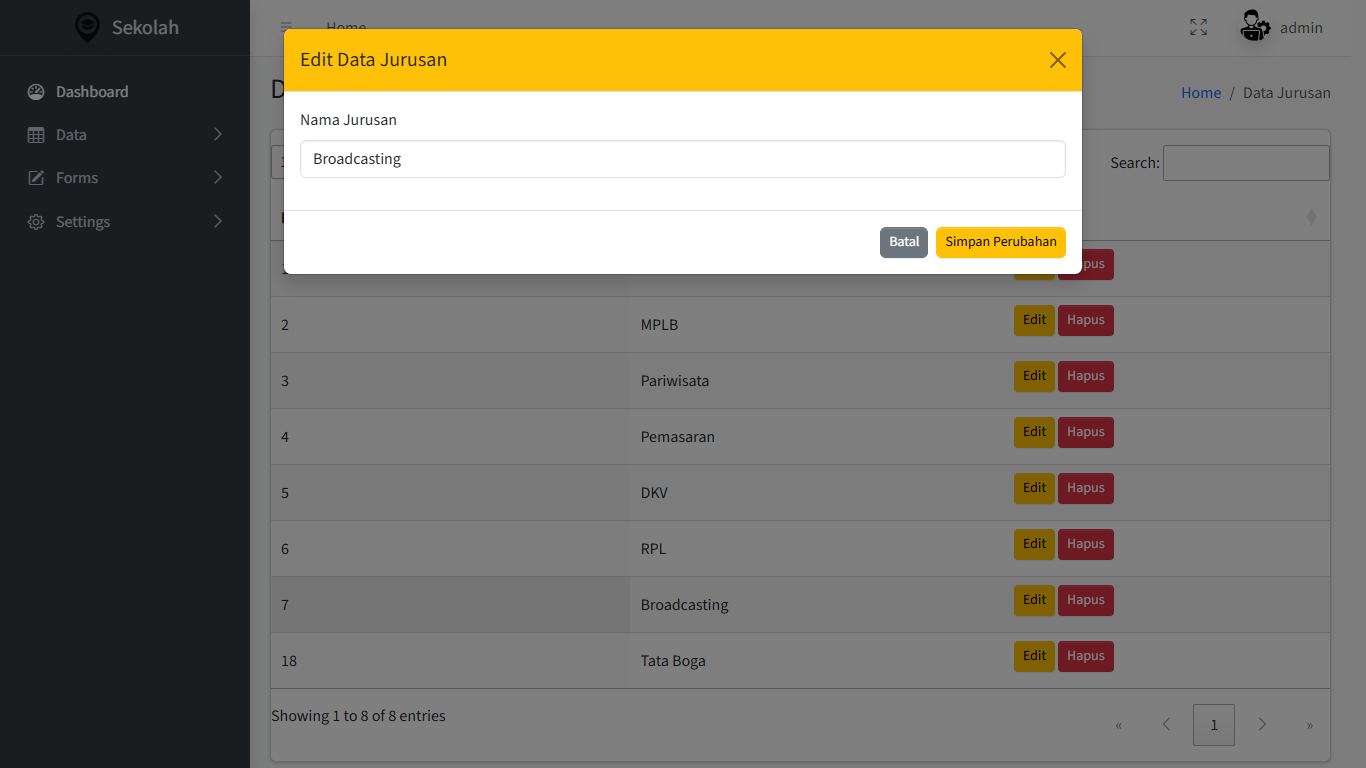 Sekolah
Home
admin
Edit Data Jurusan
Dashboard
Home / Data Jurusan
Nama Jurusan
Data
Broadcasting
Search:
Forms
Settings
Batal Simpan Perubahan
2 MPLB Edit Hapus
3 Pariwisata Edit Hapus
4 Pemasaran Edit Hapus
5 DKV Edit Hapus
6 RPL Edit Hapus
7 Broadcasting Edit Hapus
18 Tata Boga Edit Hapus
Showing 1 to 8 of 8 entries
« 1 »